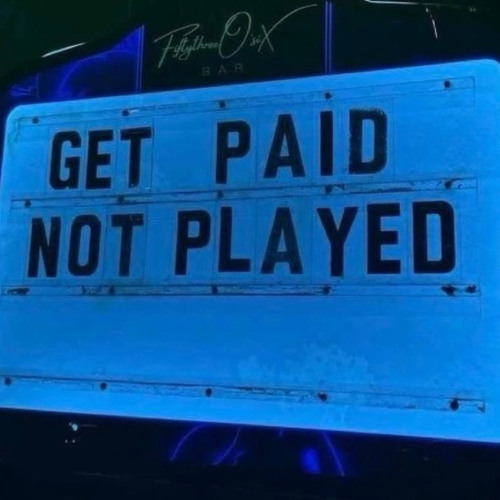 FiftythreeOsiX
BAR
GET PAID
NOT PLAYED